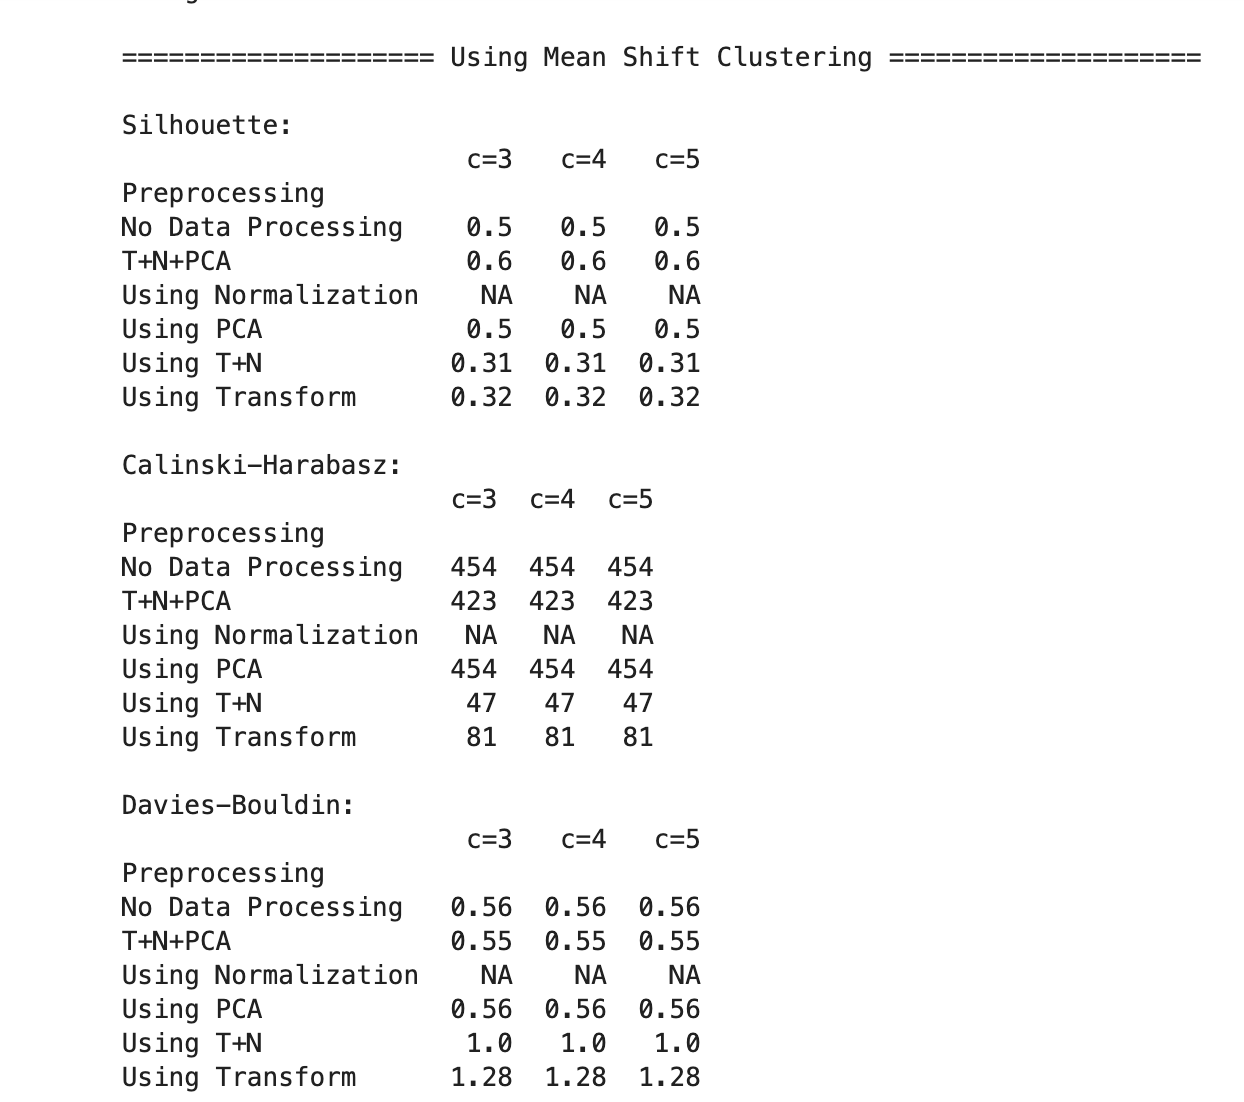 ==================== Using Mean Shift Clustering ====================
Silhouette:
c=3 c=4 c=5
Preprocessing
No Data Processing 0.5 0.5 0.5
T+N+PCA 0.6 0.6 0.6
Using Normalization NA NA NA
Using PCA 0.5 0.5 0.5
Using T+N 0.31 0.31 0.31
Using Transform 0.32 0.32 0.32
Calinski-Harabasz:
c=3 c=4 c=5
Preprocessing
No Data Processing 454 454 454
T+N+PCA 423 423 423
Using Normalization NA NA NA
Using PCA 454 454 454
Using T+N 47 47 47
Using Transform 81 81 81
Davies-Bouldin:
c=3 c=4 c=5
Preprocessing
No Data Processing 0.56 0.56 0.56
T+N+PCA 0.55 0.55 0.55
Using Normalization NA NA NA
Using PCA 0.56 0.56 0.56
Using T+N 1.0 1.0 1.0
Using Transform 1.28 1.28 1.28